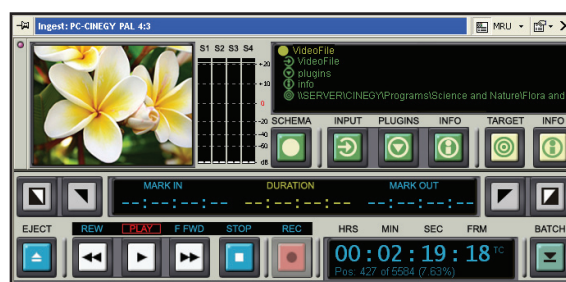 Ingest: PC-CINEGY PAL 4:3
MRU
S1 S2 S3 S4
+20
+10
0
-20
-40
-60
dB
VideoFile
VideoFile
plugins
info
\\SERVER\CINEGY\Programs\Science and Nature\Flora and
SCHEMA INPUT PLUGINS INFO TARGET INFO
MARK IN DURATION MARK OUT
--:--:--:-- --:--:--:-- --:--:--:--
EJECT REW PLAY F FWD STOP REC HRS MIN SEC FRM BATCH
00:02:19:18 TC
Pos: 427 of 5584 (7.63%)